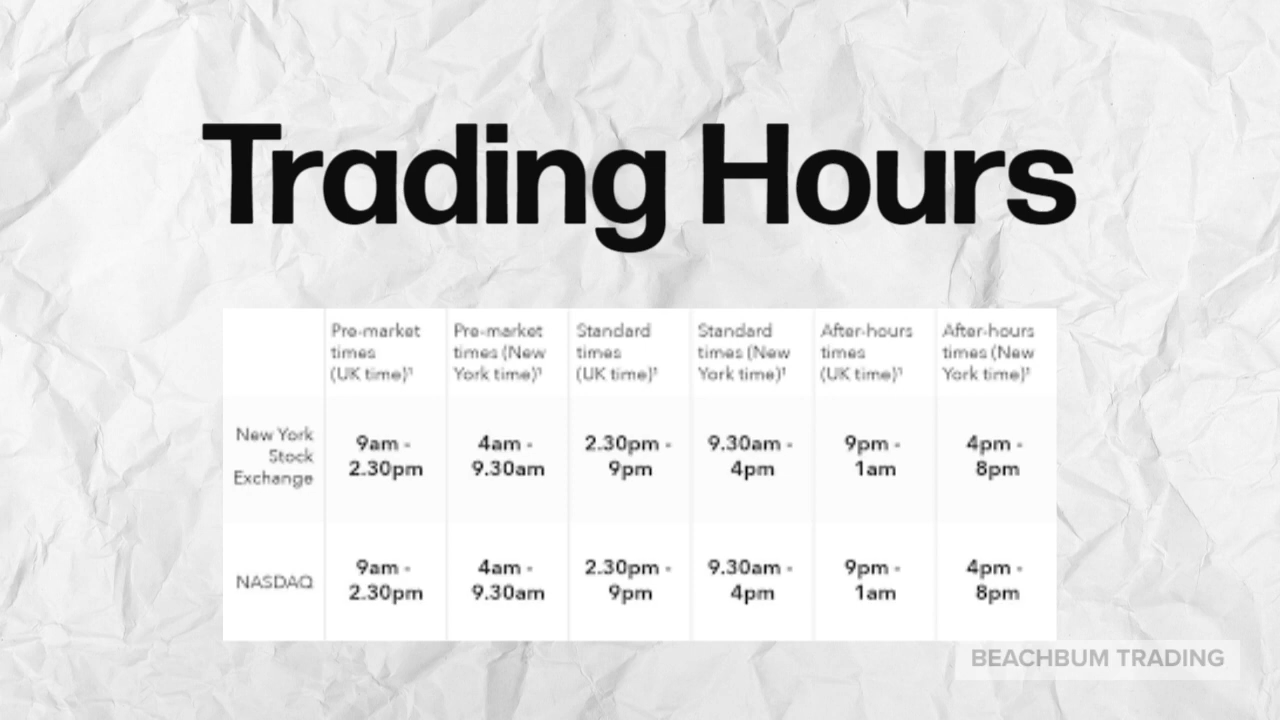 Trading Hours
Pre-market times (UK time)¹
Pre-market times (New York time)¹
Standard times (UK time)¹
Standard times (New York time)¹
After-hours times (UK time)¹
After-hours times (New York time)¹
New York Stock Exchange
9am - 2.30pm
4am - 9.30am
2.30pm - 9pm
9.30am - 4pm
9pm - 1am
4pm - 8pm
NASDAQ
9am - 2.30pm
4am - 9.30am
2.30pm - 9pm
9.30am - 4pm
9pm - 1am
4pm - 8pm
BEACHBUM TRADING